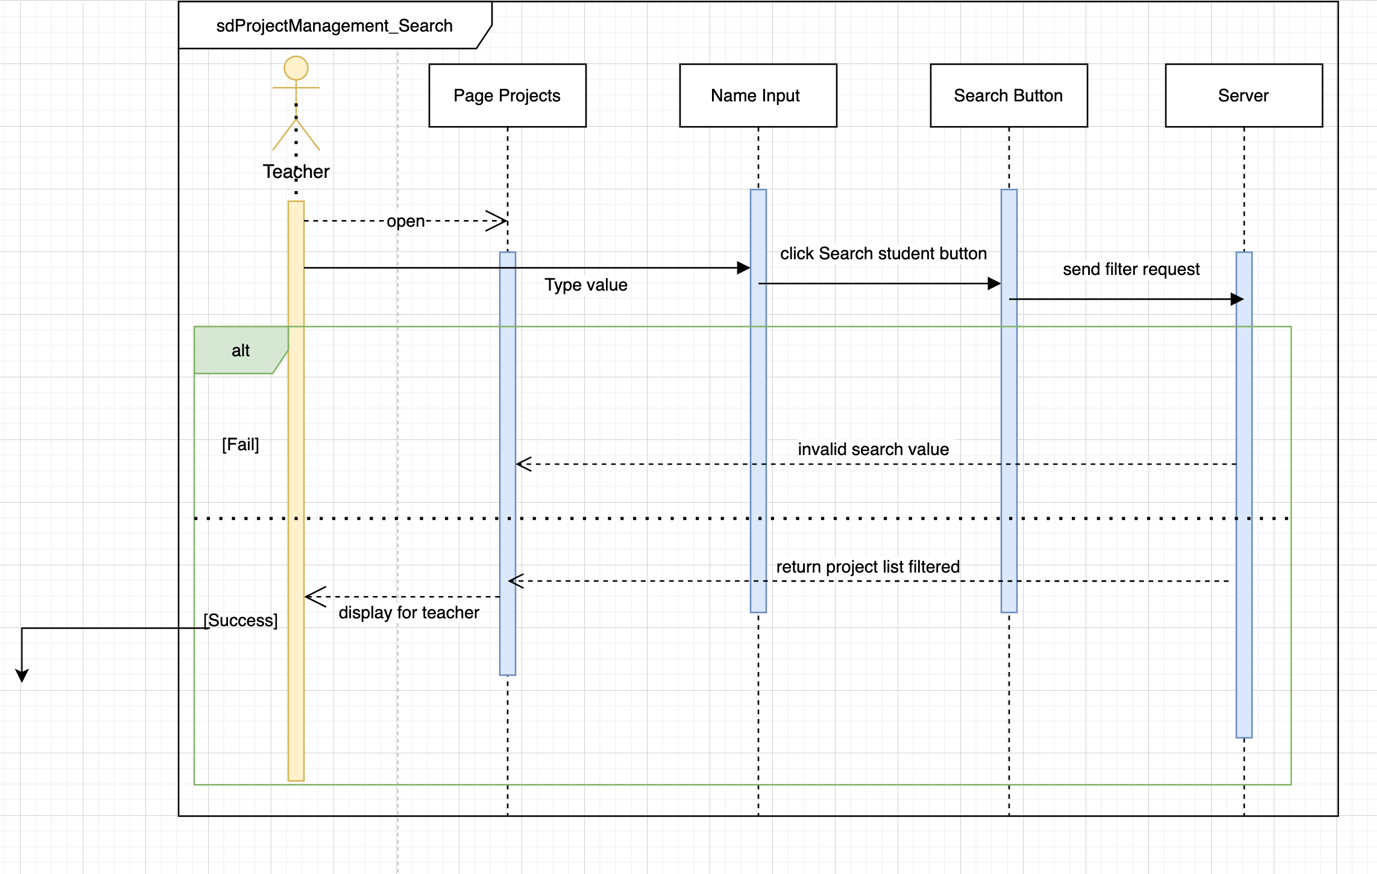 sdProjectManagement_Search
Page Projects
Name Input
Search Button
Server
Teacher
open
click Search student button
send filter request
Type value
alt
[Fail]
invalid search value
return project list filtered
display for teacher
[Success]